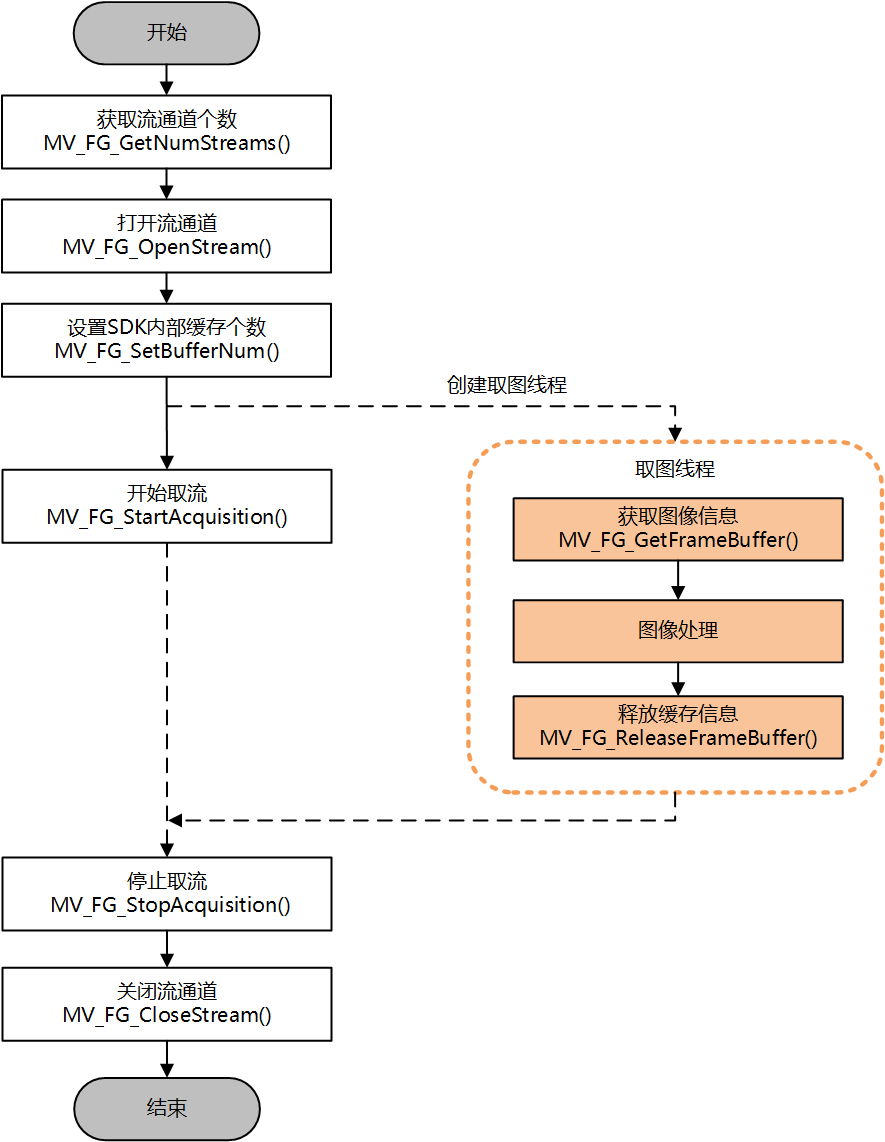 开始
获取流通道个数
MV_FG_GetNumStreams()
打开流通道
MV_FG_OpenStream()
设置SDK内部缓存个数
MV_FG_SetBufferNum()
创建取图线程
开始取流
MV_FG_StartAcquisition()
取图线程
获取图像信息
MV_FG_GetFrameBuffer()
图像处理
释放缓存信息
MV_FG_ReleaseFrameBuffer()
停止取流
MV_FG_StopAcquisition()
关闭流通道
MV_FG_CloseStream()
结束